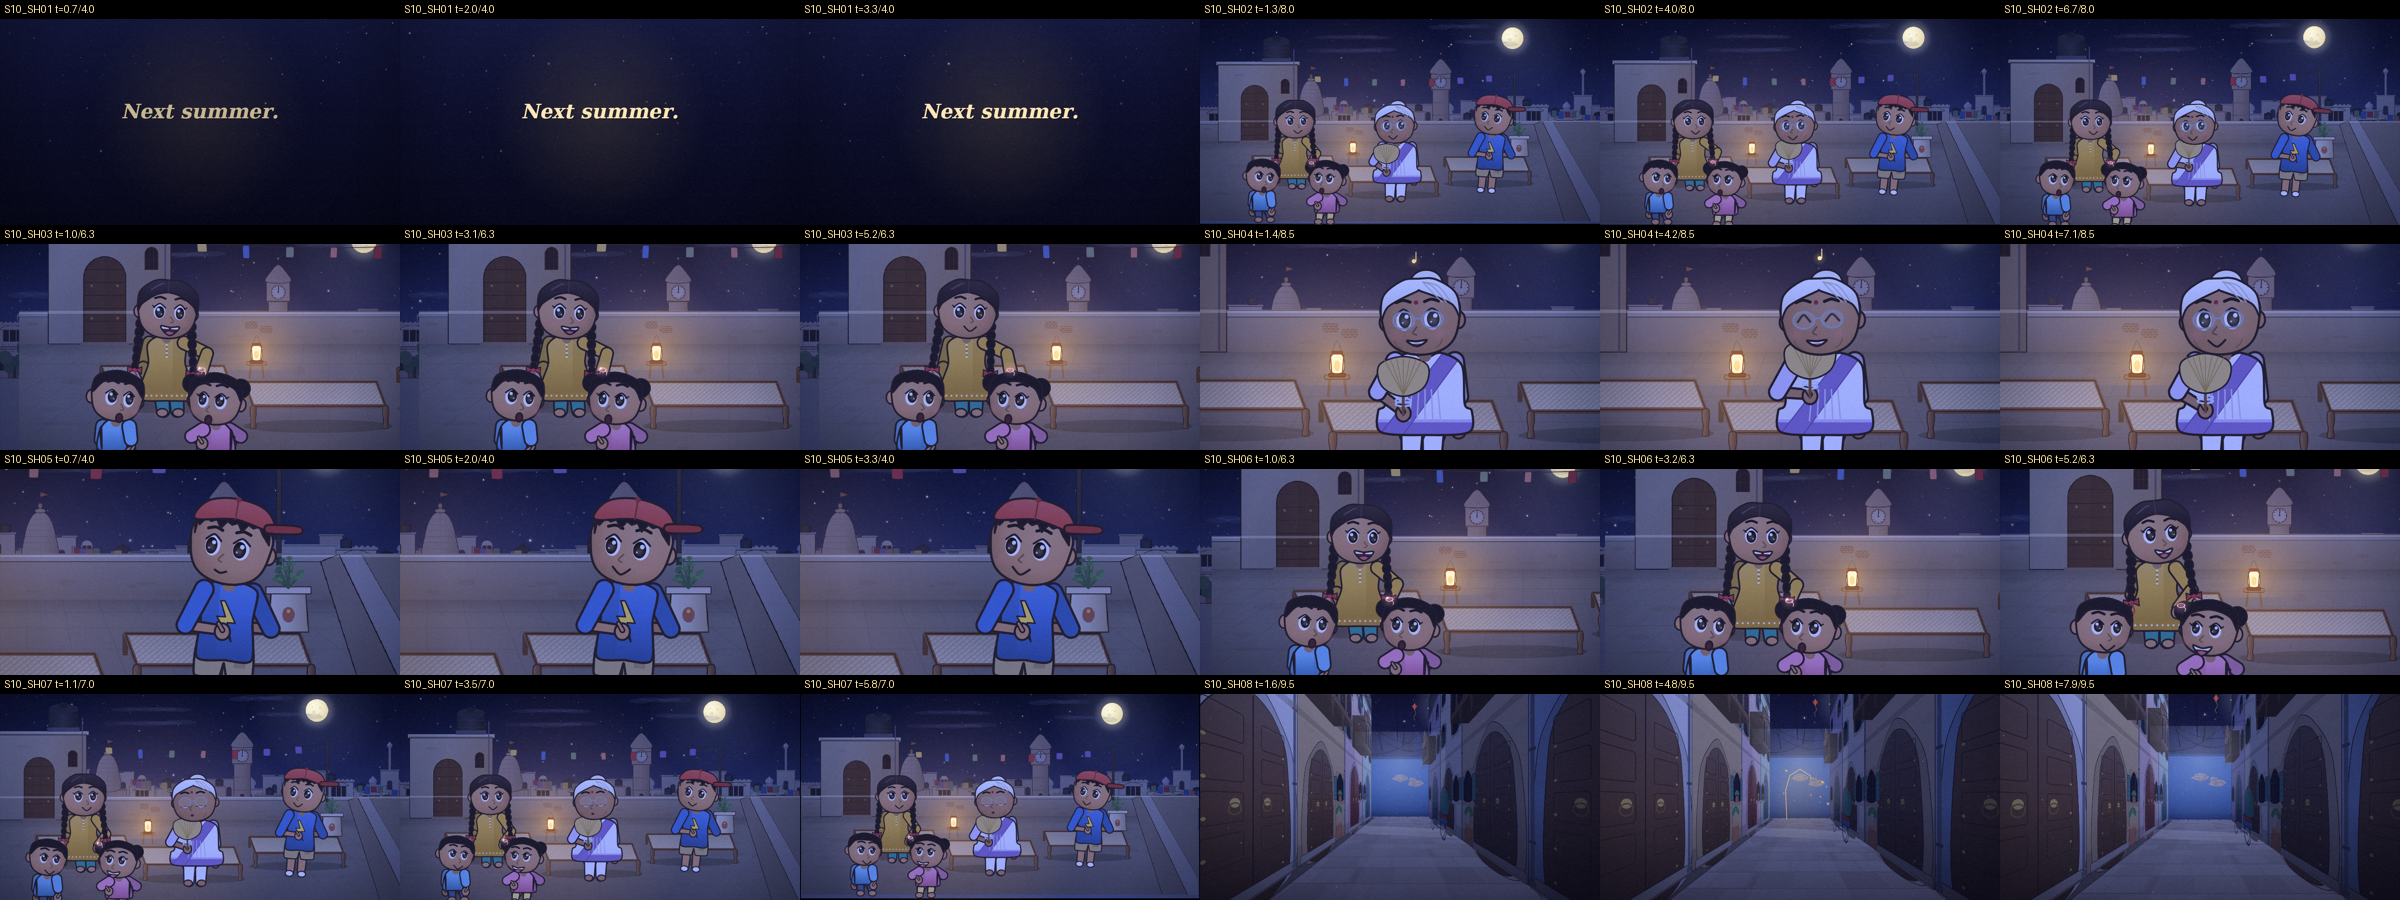 S10_SH01 t=0.7/4.0
S10_SH01 t=2.0/4.0
S10_SH01 t=3.3/4.0
S10_SH02 t=1.3/8.0
S10_SH02 t=4.0/8.0
S10_SH02 t=6.7/8.0
Next summer.
Next summer.
Next summer.
S10_SH03 t=1.0/6.3
S10_SH03 t=3.1/6.3
S10_SH03 t=5.2/6.3
S10_SH04 t=1.4/8.5
S10_SH04 t=4.2/8.5
S10_SH04 t=7.1/8.5
S10_SH05 t=0.7/4.0
S10_SH05 t=2.0/4.0
S10_SH05 t=3.3/4.0
S10_SH06 t=1.0/6.3
S10_SH06 t=3.2/6.3
S10_SH06 t=5.2/6.3
S10_SH07 t=1.1/7.0
S10_SH07 t=3.5/7.0
S10_SH07 t=5.8/7.0
S10_SH08 t=1.6/9.5
S10_SH08 t=4.8/9.5
S10_SH08 t=7.9/9.5